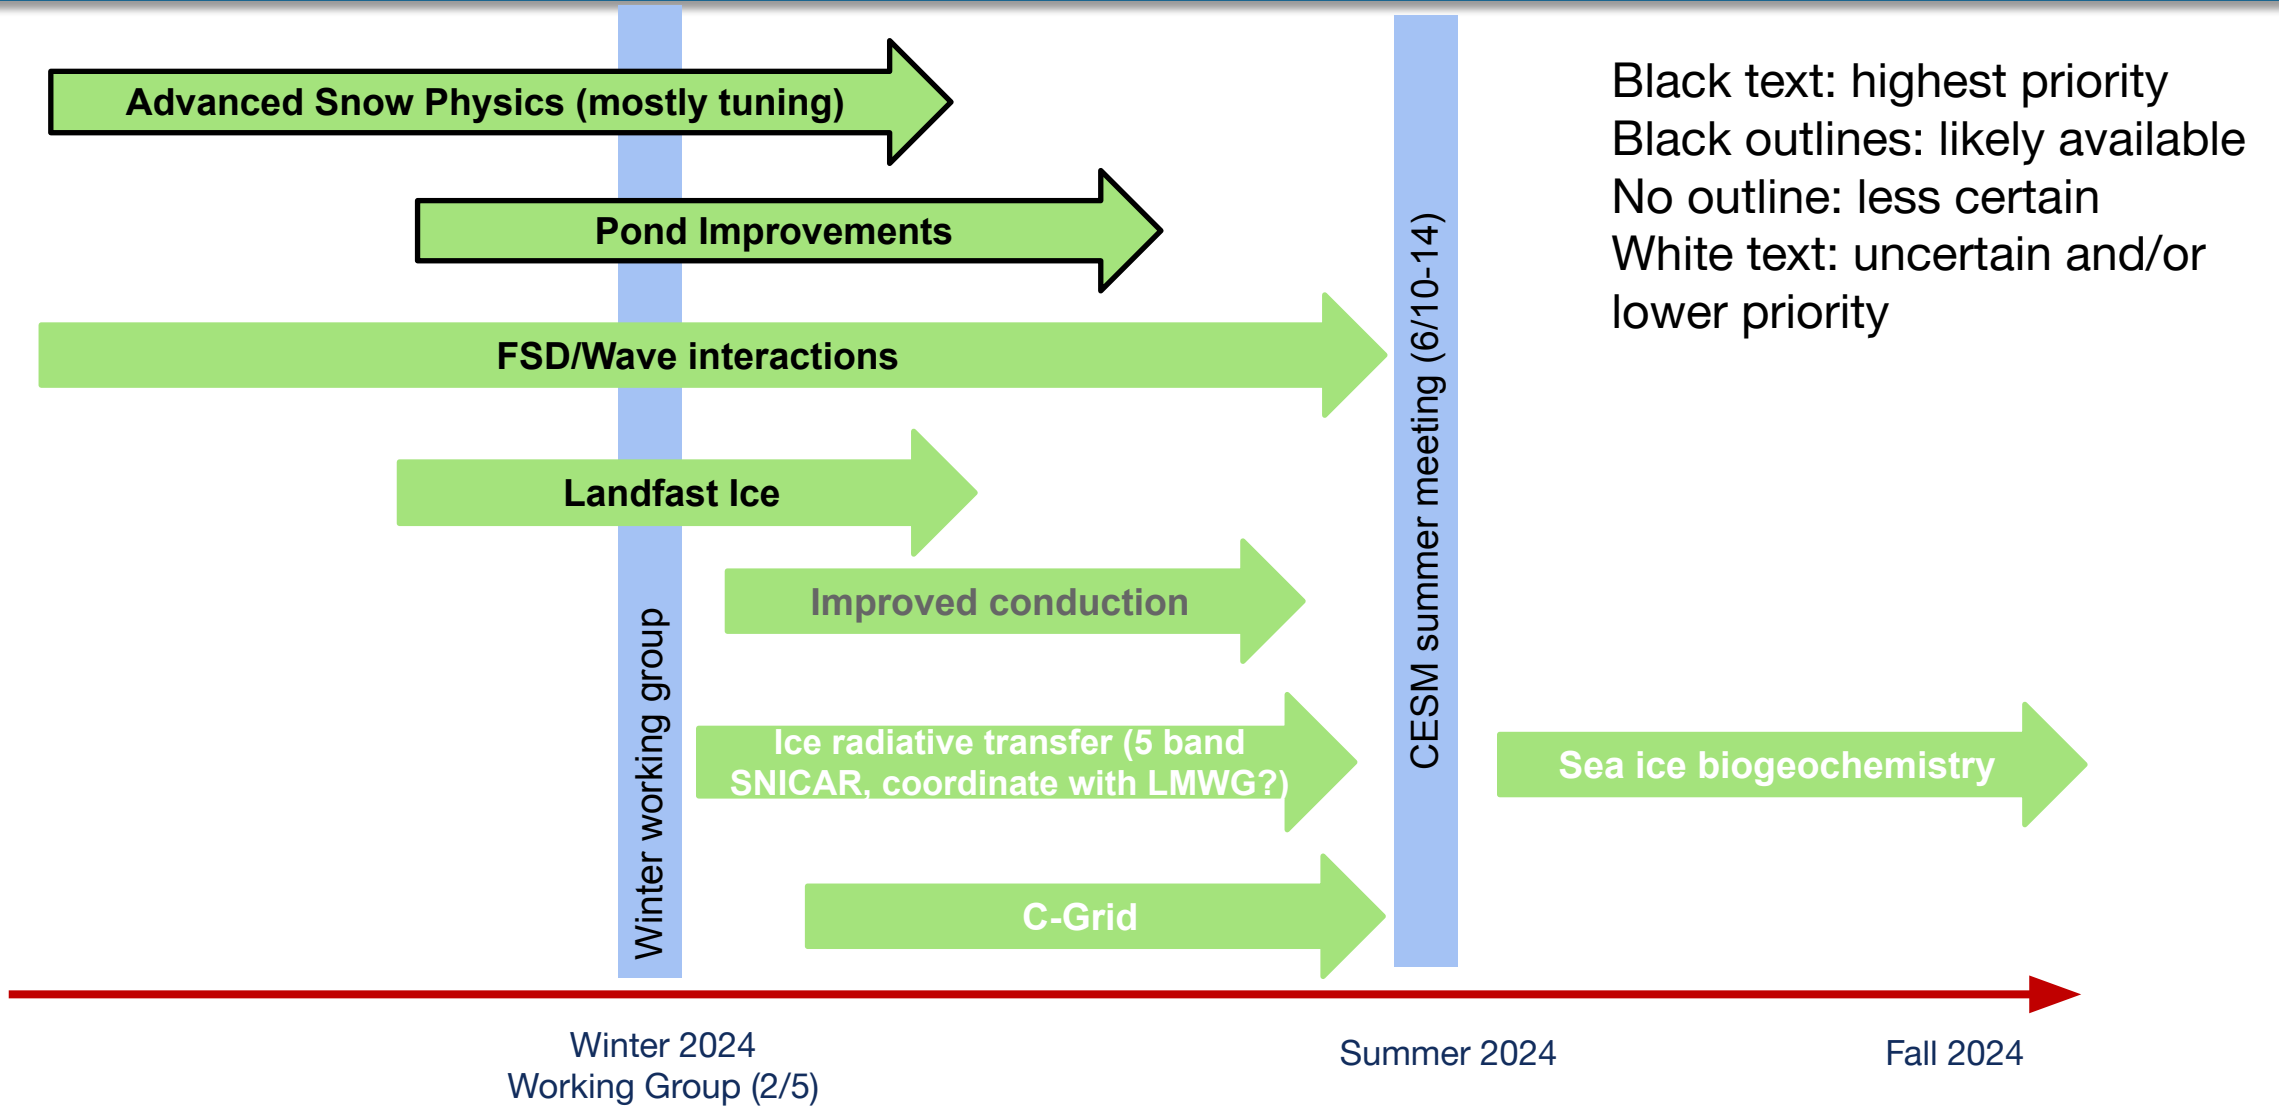 Advanced Snow Physics (mostly tuning)
Pond Improvements
FSD/Wave interactions
Landfast Ice
Improved conduction
Ice radiative transfer (5 band
SNICAR, coordinate with LMWG?)
C-Grid
Winter working group
CESM summer meeting (6/10-14)
Sea ice biogeochemistry
Black text: highest priority
Black outlines: likely available
No outline: less certain
White text: uncertain and/or
lower priority
Winter 2024
Working Group (2/5)
Summer 2024
Fall 2024